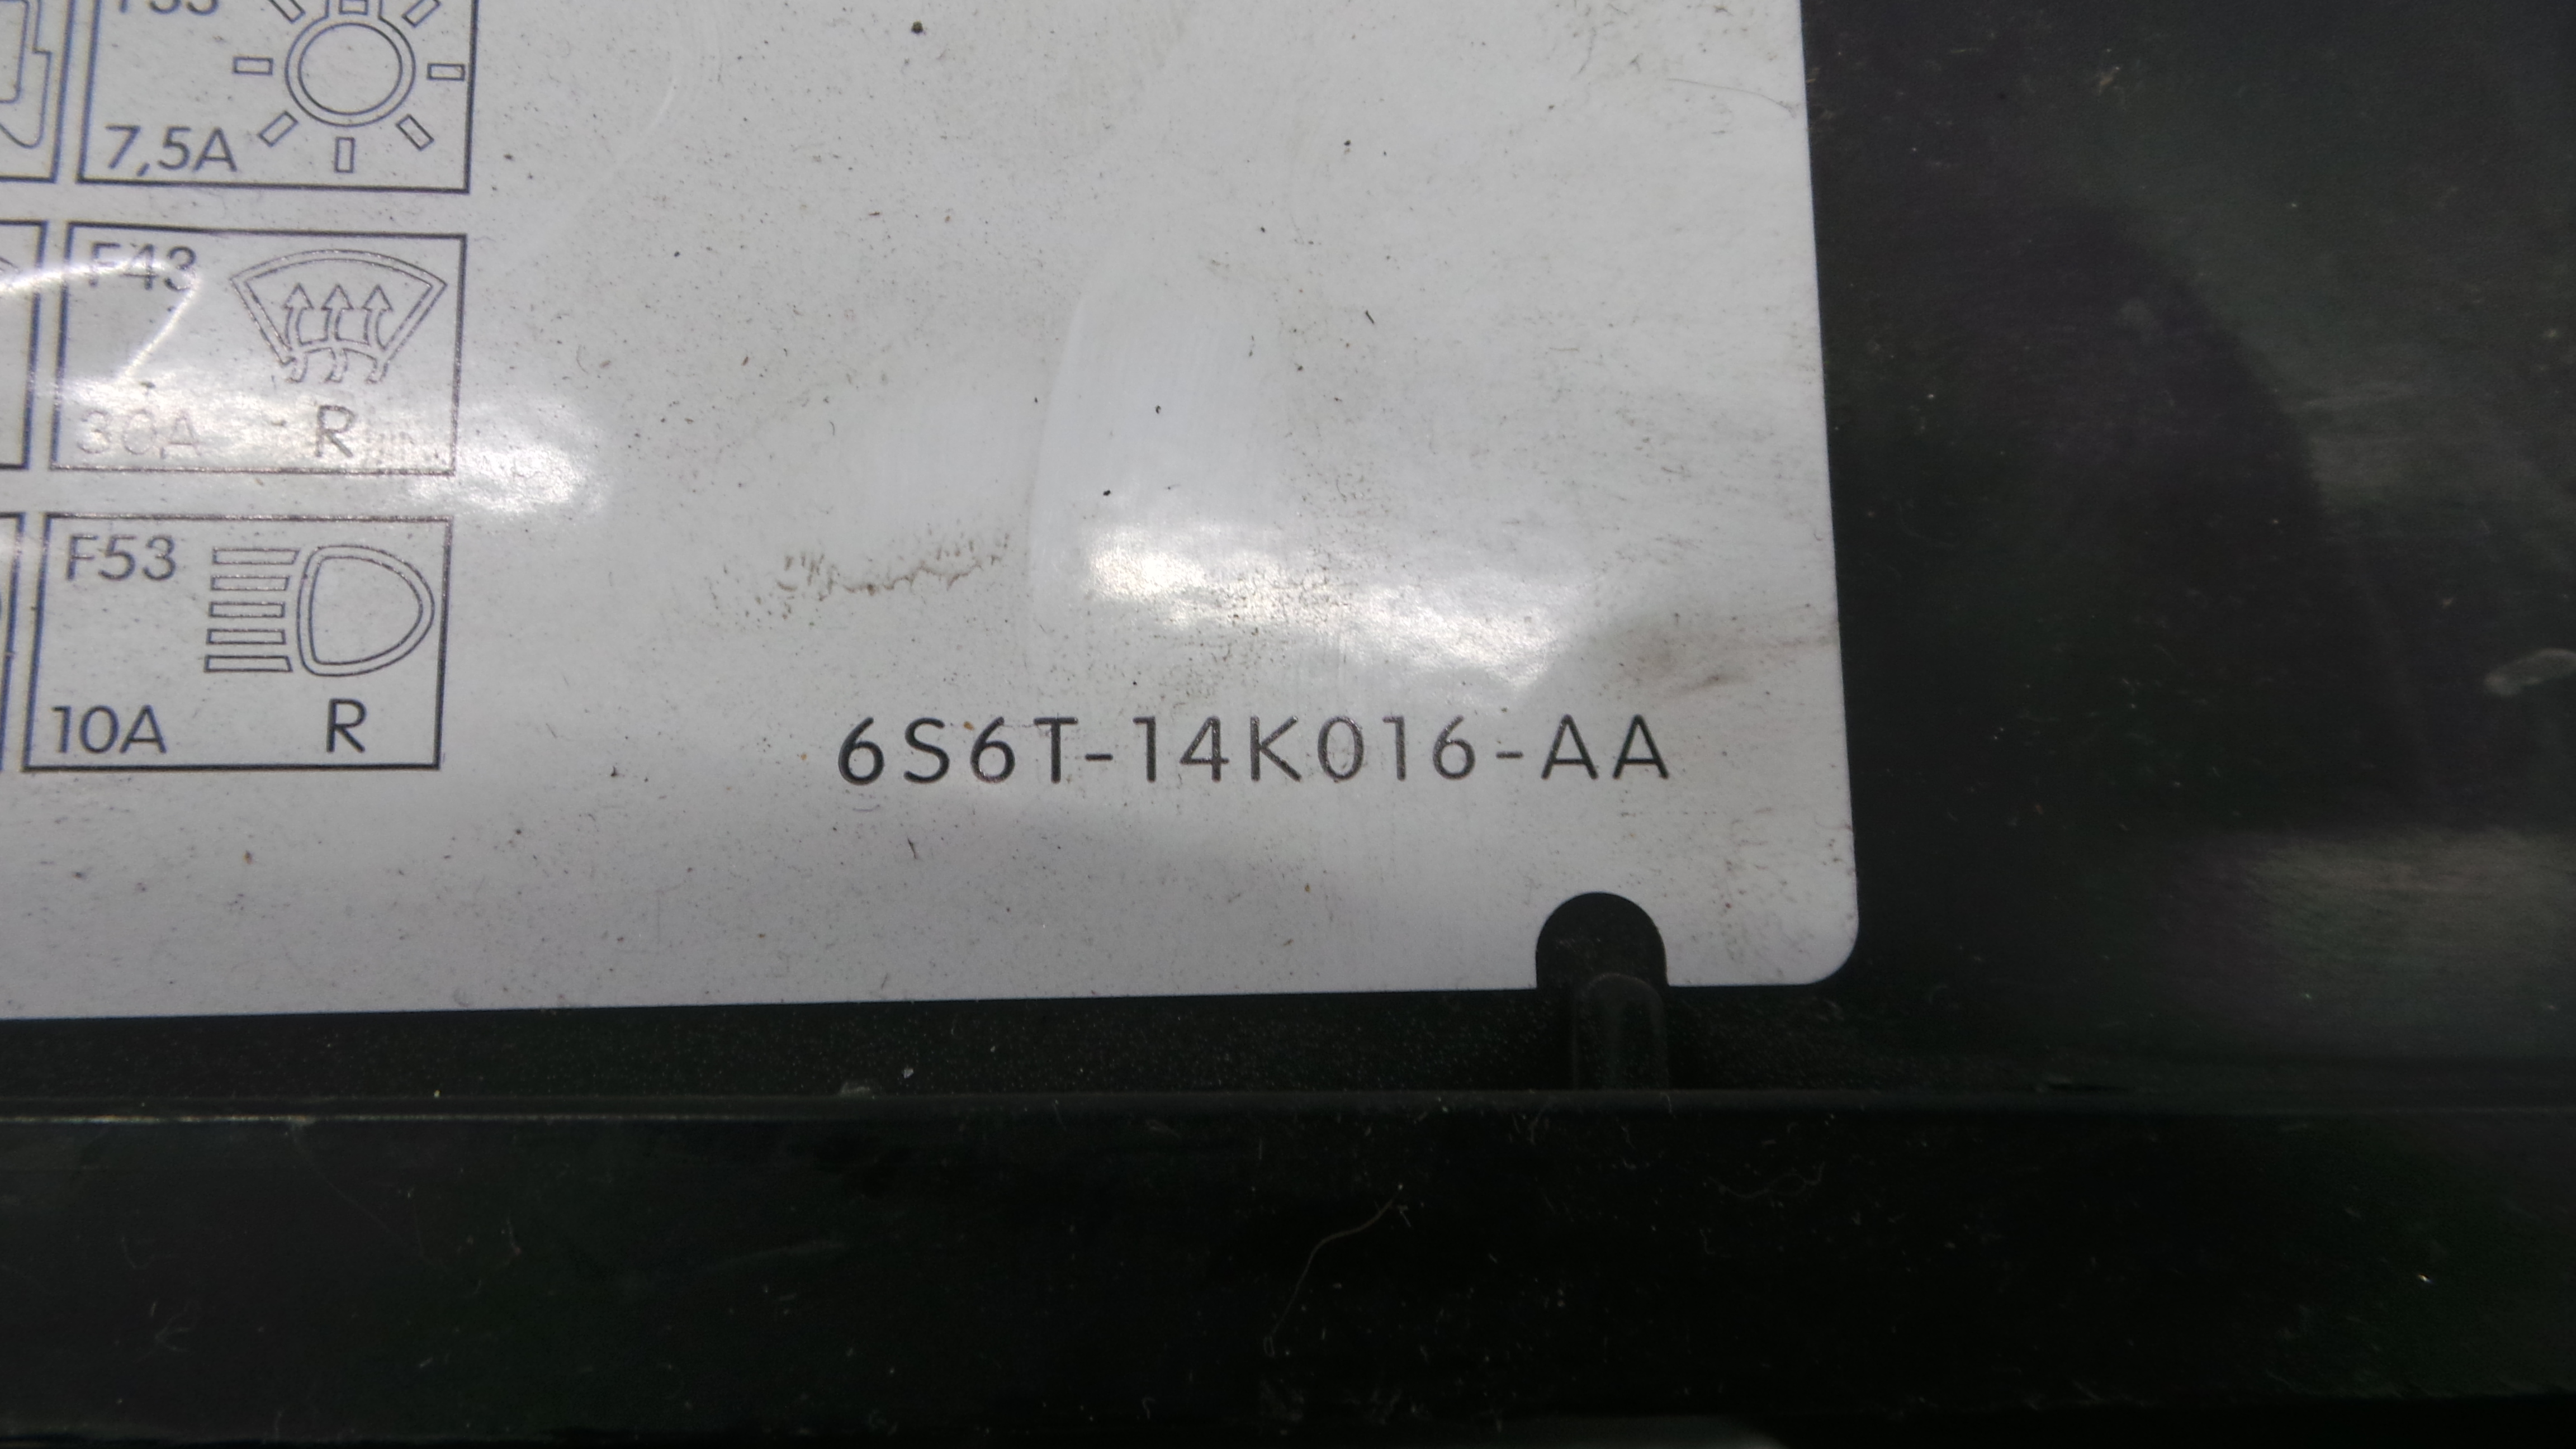 7,5A
F43
30A R
F53
10A R
6S6T-14K016-AA